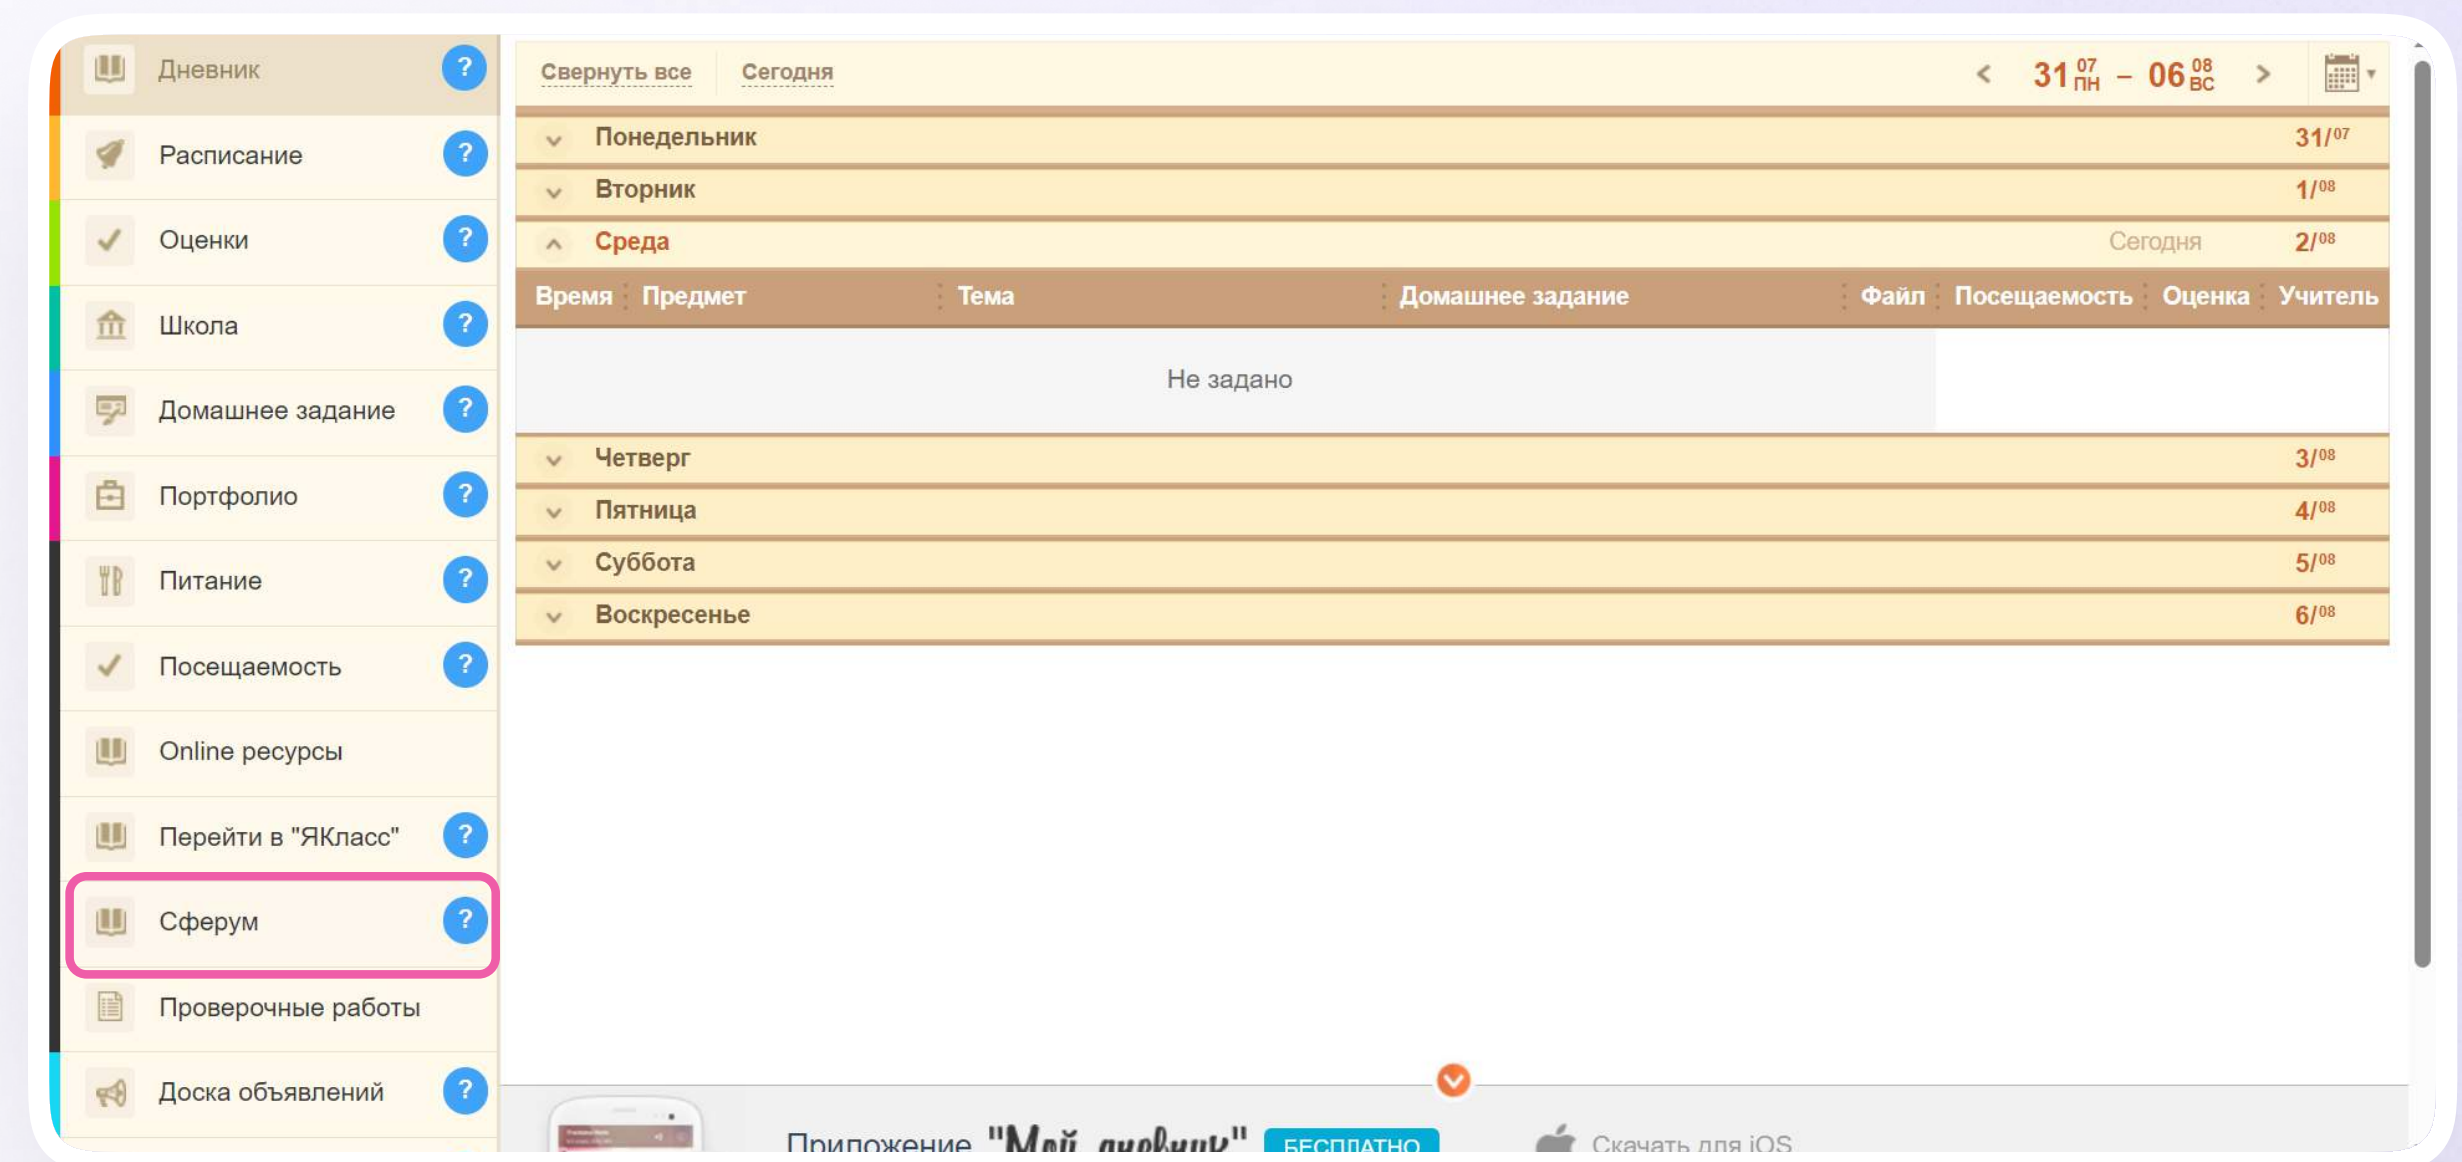 Дневник ?
Расписание ?
Оценки ?
Школа ?
Домашнее задание ?
Портфолио ?
Питание ?
Посещаемость ?
Online ресурсы
Перейти в "ЯКласс" ?
Сферум ?
Проверочные работы
Доска объявлений ?
Свернуть все Сегодня < 31 07 ПН – 06 08 ВС >
Понедельник 31/07
Вторник 1/08
Среда Сегодня 2/08
Время Предмет Тема Домашнее задание Файл Посещаемость Оценка Учитель
Не задано
Четверг 3/08
Пятница 4/08
Суббота 5/08
Воскресенье 6/08
Приложение "Мой дневник" БЕСПЛАТНО Скачать для iOS